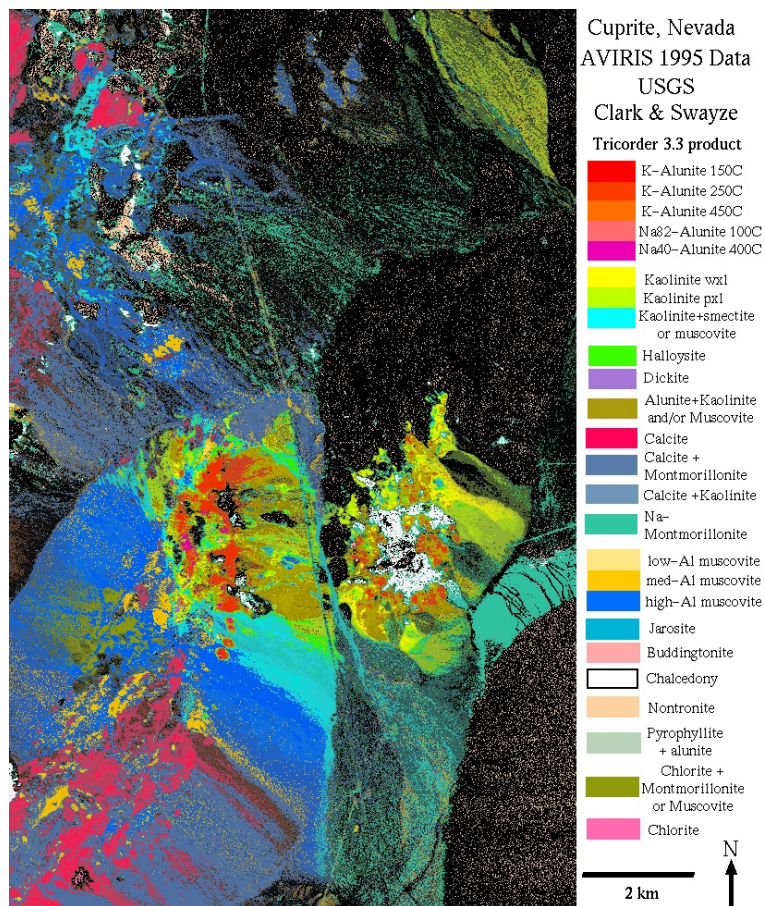 Cuprite, Nevada
AVIRIS 1995 Data
USGS
Clark & Swayze
Tricorder 3.3 product
K-Alunite 150C
K-Alunite 250C
K-Alunite 450C
Na82-Alunite 100C
Na40-Alunite 400C
Kaolinite wxl
Kaolinite pxl
Kaolinite+smectite
or muscovite
Halloysite
Dickite
Alunite+Kaolinite
and/or Muscovite
Calcite
Calcite +
Montmorillonite
Calcite +Kaolinite
Na-
Montmorillonite
low-Al muscovite
med-Al muscovite
high-Al muscovite
Jarosite
Buddingtonite
Chalcedony
Nontronite
Pyrophyllite
+ alunite
Chlorite +
Montmorillonite
or Muscovite
Chlorite
N
2 km